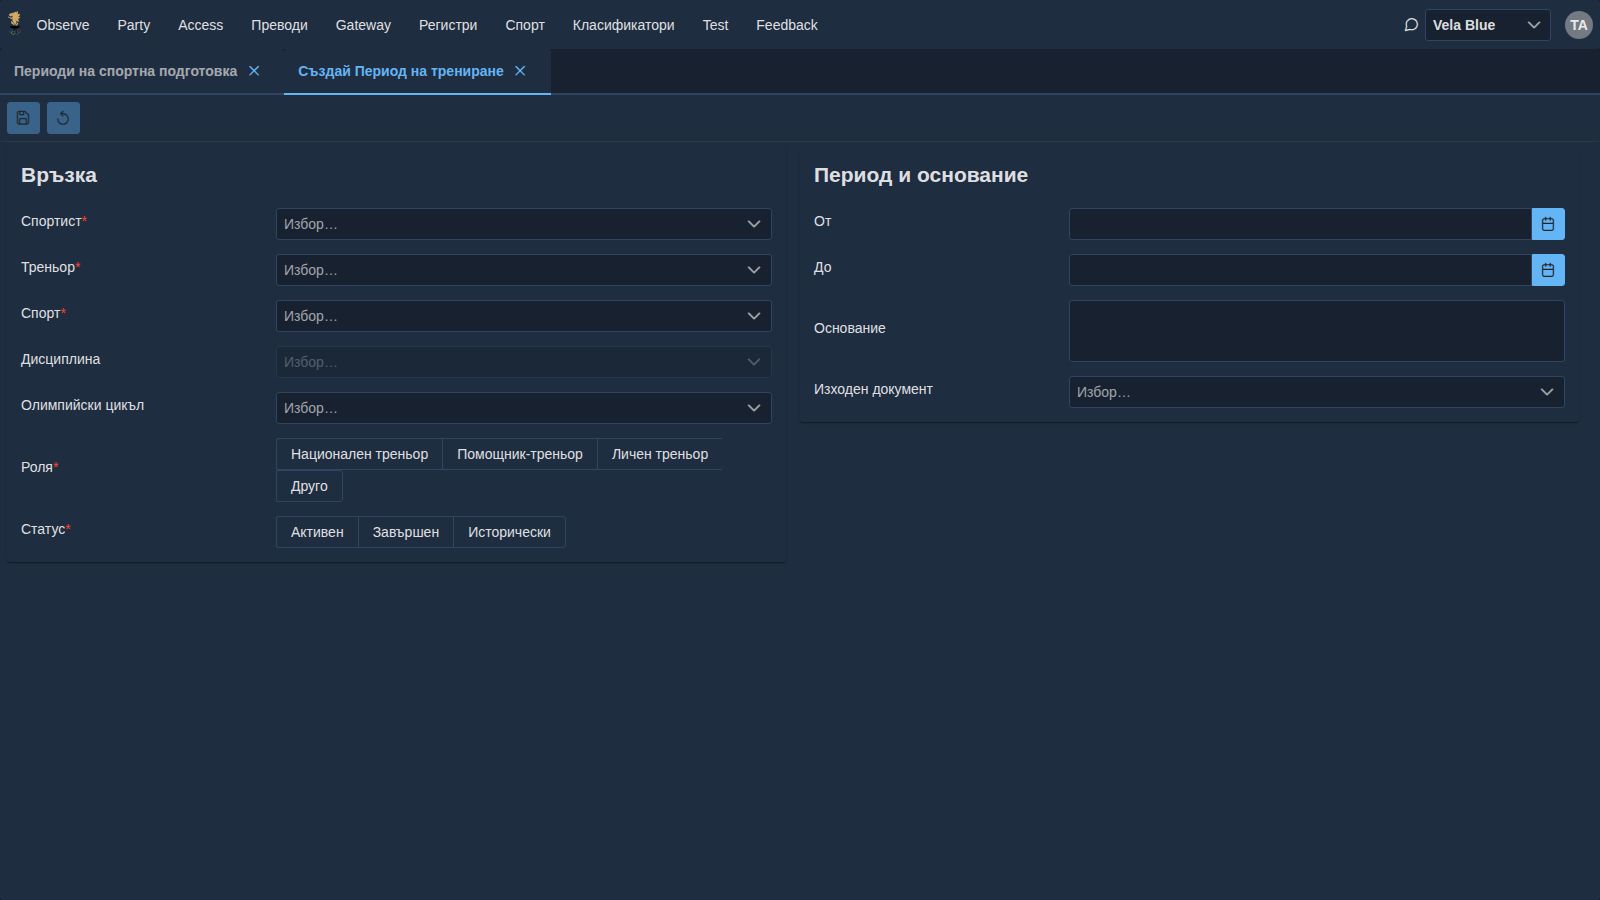 Observe Party Access Преводи Gateway Регистри Спорт Класификатори Test Feedback Vela Blue TA
Периоди на спортна подготовка Създай Период на трениране
Връзка
Спортист* Избор...
Треньор* Избор...
Спорт* Избор...
Дисциплина Избор...
Олимпийски цикъл Избор...
Роля* Национален треньор Помощник-треньор Личен треньор
Друго
Статус* Активен Завършен Исторически
Период и основание
От
До
Основание
Изходен документ Избор...